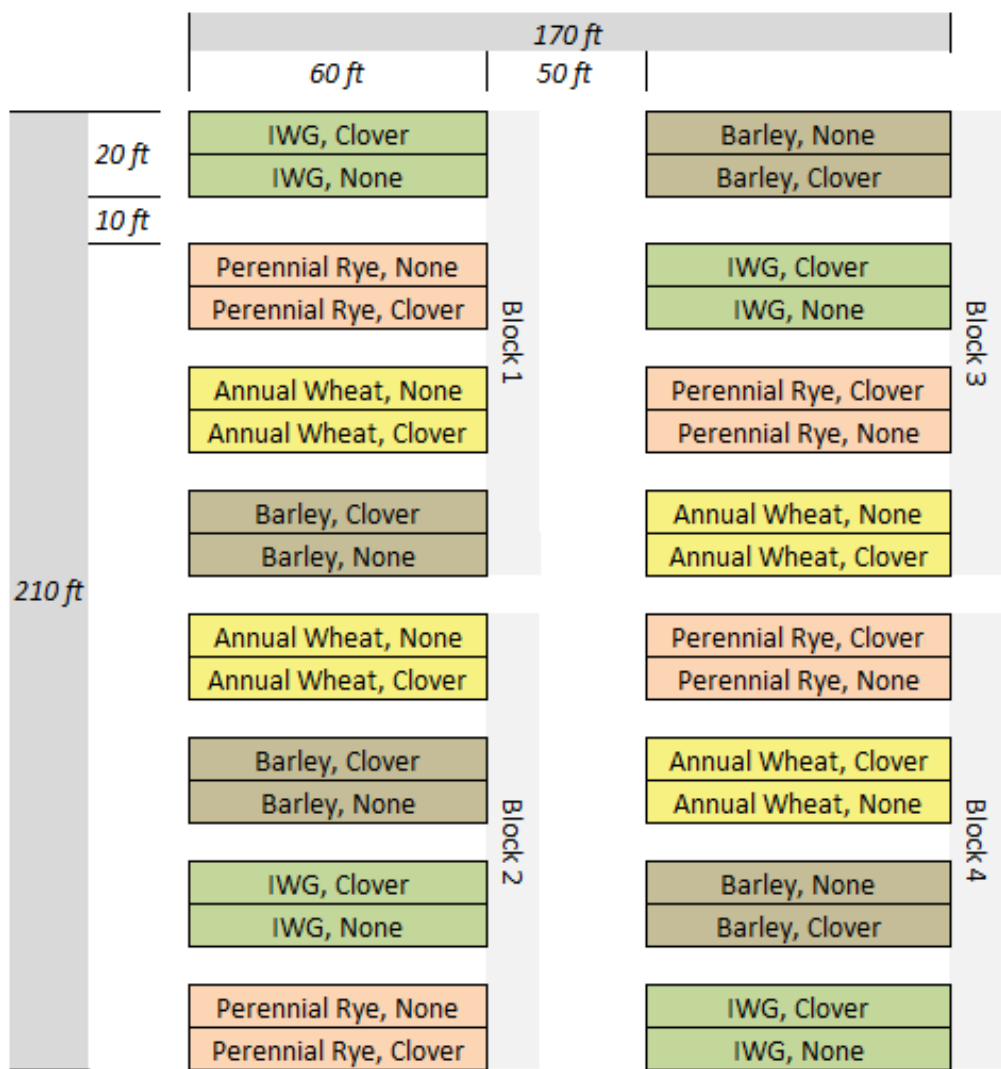 170 ft
60 ft
50 ft
20 ft
10 ft
210 ft
IWG, Clover
IWG, None
Perennial Rye, None
Perennial Rye, Clover
Annual Wheat, None
Annual Wheat, Clover
Barley, Clover
Barley, None
Block 1
Annual Wheat, None
Annual Wheat, Clover
Barley, Clover
Barley, None
IWG, Clover
IWG, None
Perennial Rye, None
Perennial Rye, Clover
Block 2
Barley, None
Barley, Clover
IWG, Clover
IWG, None
Perennial Rye, Clover
Perennial Rye, None
Annual Wheat, None
Annual Wheat, Clover
Block 3
Perennial Rye, Clover
Perennial Rye, None
Annual Wheat, Clover
Annual Wheat, None
Barley, None
Barley, Clover
IWG, Clover
IWG, None
Block 4